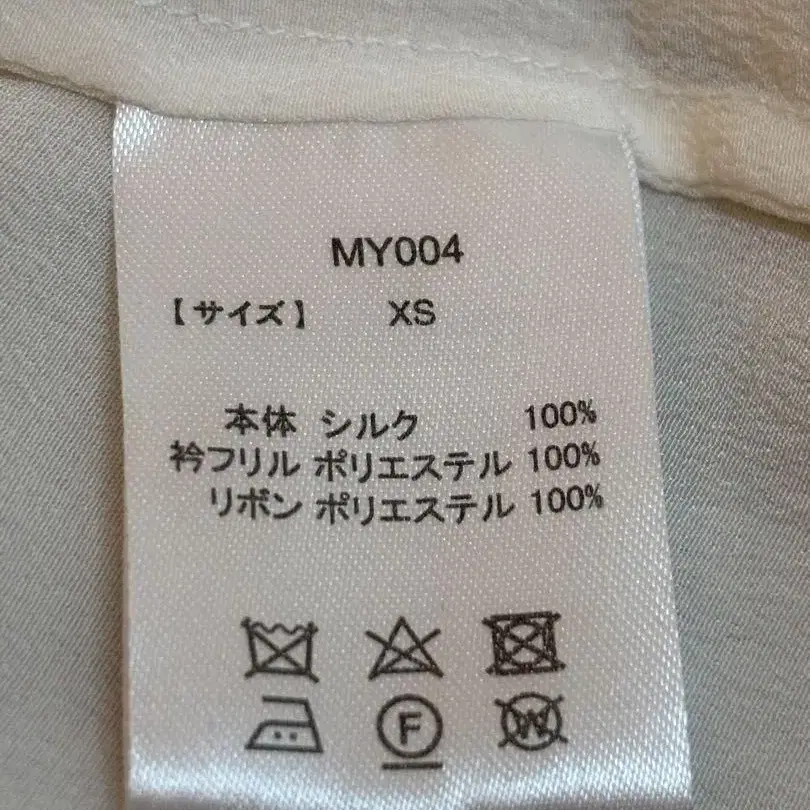 MY004
【サイズ】 XS
本体 シルク 100%
衿フリル ポリエステル 100%
リボン ポリエステル 100%
F W